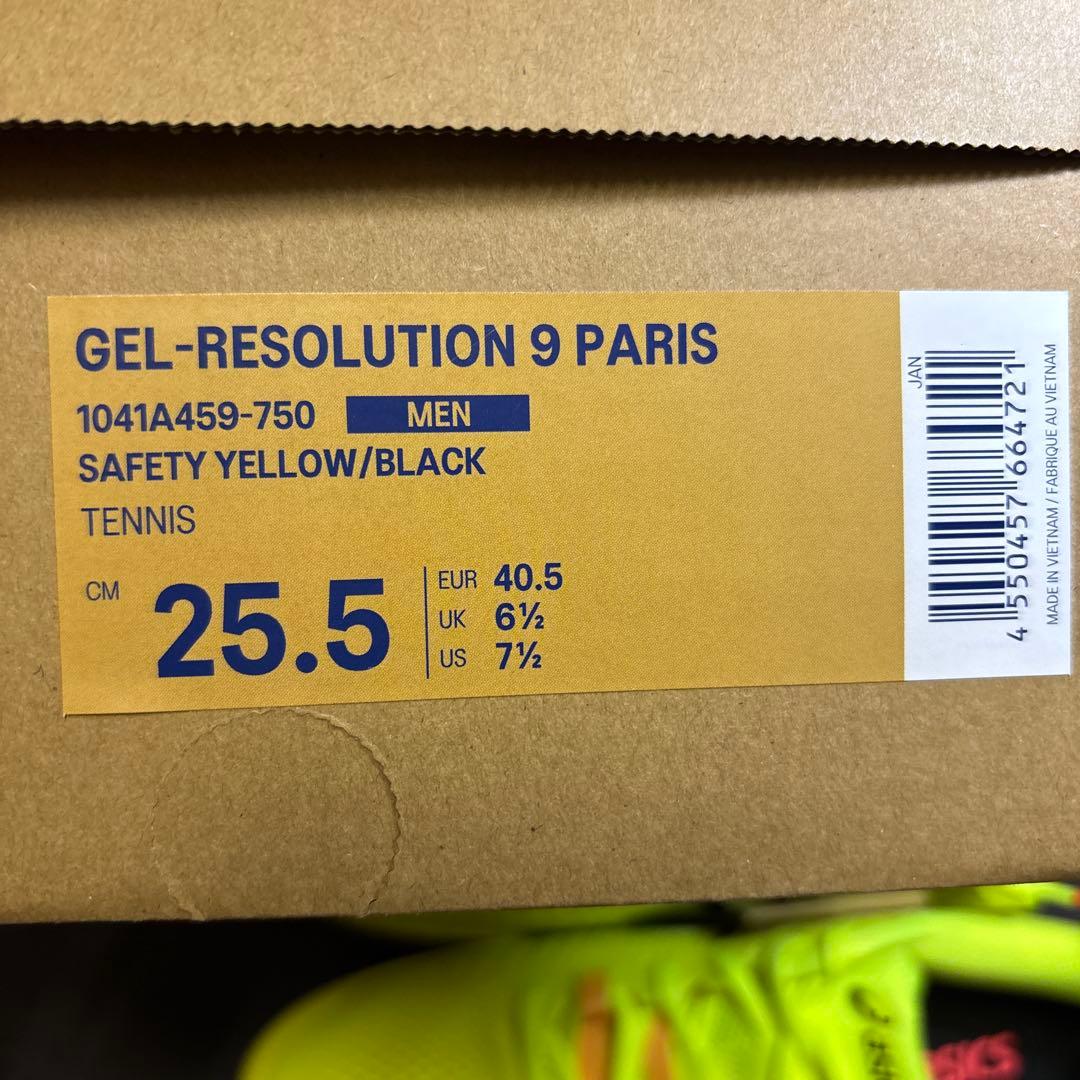 GEL-RESOLUTION 9 PARIS
1041A459-750 MEN
SAFETY YELLOW/BLACK
TENNIS
CM 25.5
EUR 40.5
UK 6½
US 7½
JAN
4 550457 664721
MADE IN VIETNAM / FABRIQUE AU VIETNAM